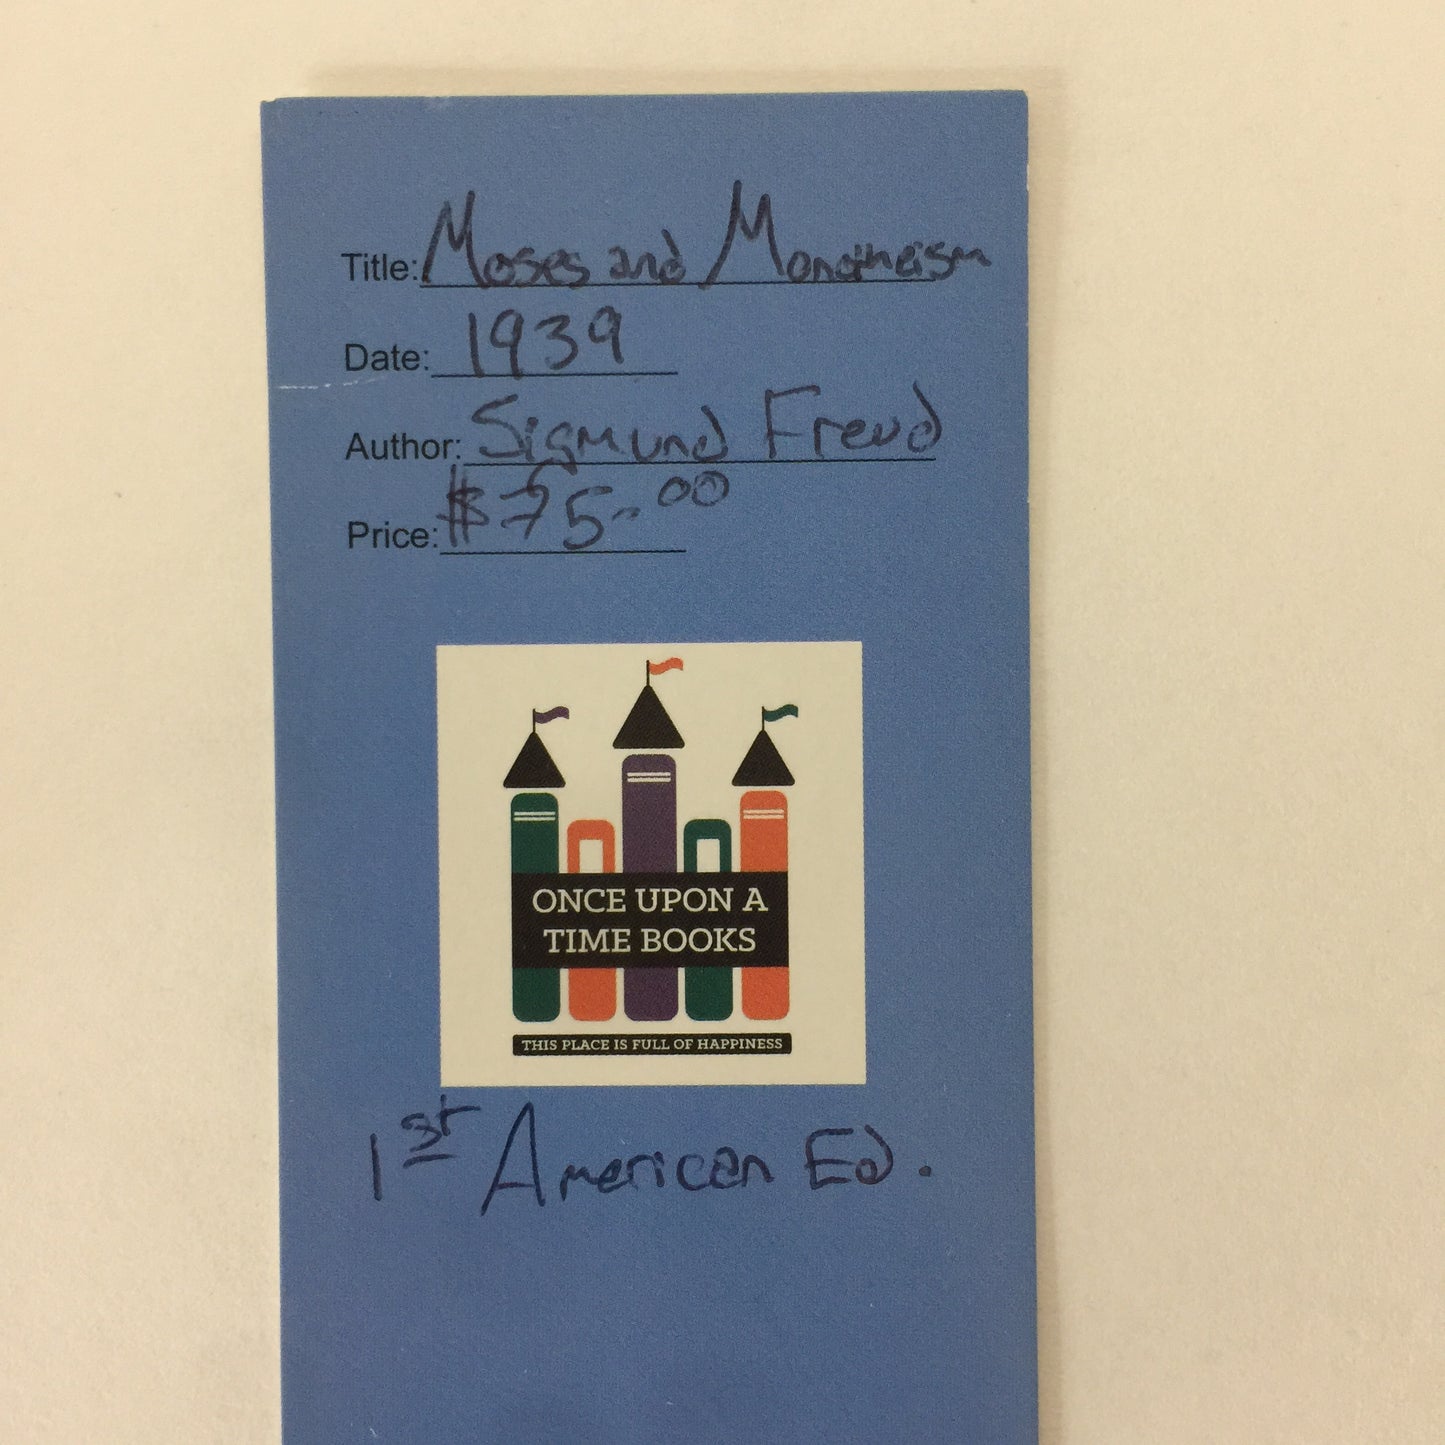 Title: Moses and Monotheism
Date: 1939
Author: Sigmund Freud
Price: $75.00
ONCE UPON A
TIME BOOKS
THIS PLACE IS FULL OF HAPPINESS
1st American Ed.